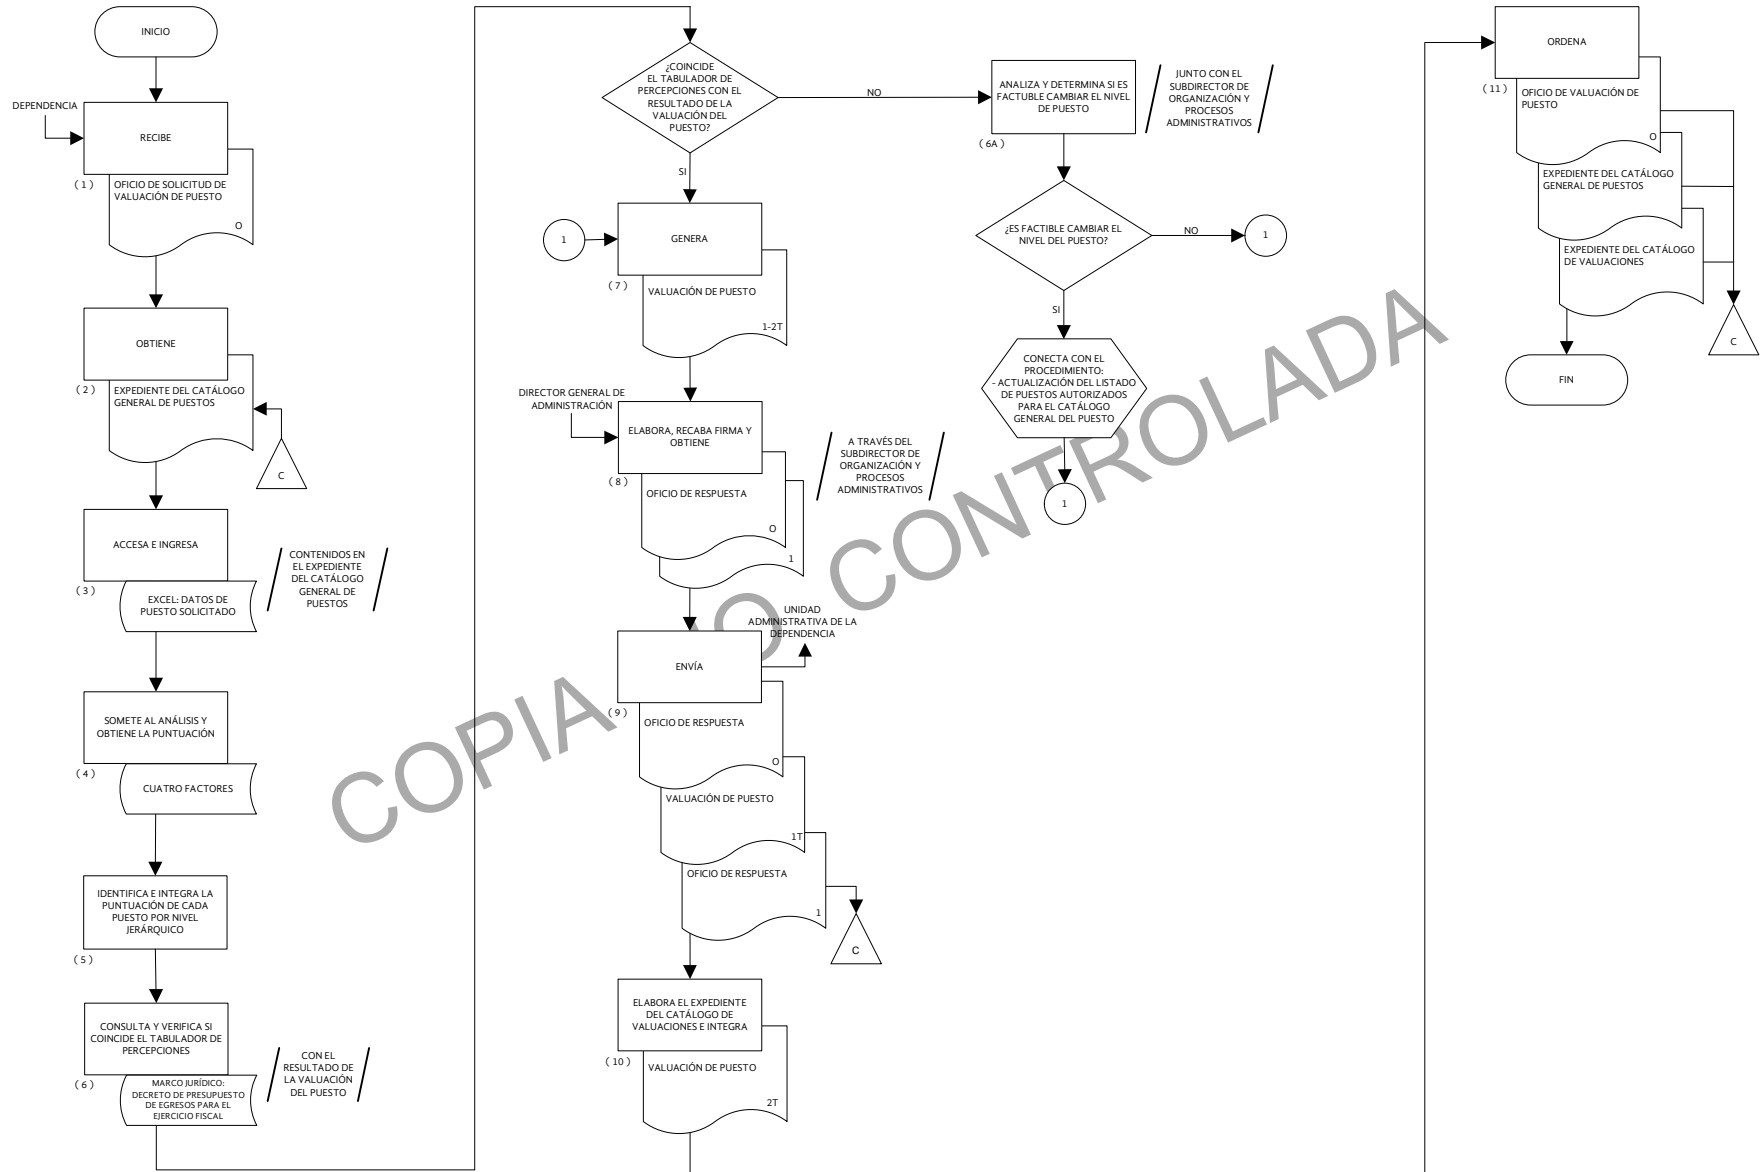 INICIO
DEPENDENCIA
RECIBE
( 1 )
OFICIO DE SOLICITUD DE
VALUACIÓN DE PUESTO
O
OBTIENE
( 2 )
EXPEDIENTE DEL CATÁLOGO
GENERAL DE PUESTOS
C
ACCESA E INGRESA
( 3 )
EXCEL: DATOS DE
PUESTO SOLICITADO
CONTENIDOS EN
EL EXPEDIENTE
DEL CATÁLOGO
GENERAL DE
PUESTOS
SOMETE AL ANÁLISIS Y
OBTIENE LA PUNTUACIÓN
( 4 )
CUATRO FACTORES
IDENTIFICA E INTEGRA LA
PUNTUACIÓN DE CADA
PUESTO POR NIVEL
JERÁRQUICO
( 5 )
CONSULTA Y VERIFICA SI
COINCIDE EL TABULADOR DE
PERCEPCIONES
( 6 )
MARCO JURÍDICO:
DECRETO DE PRESUPUESTO
DE EGRESOS PARA EL
EJERCICIO FISCAL
CON EL
RESULTADO DE
LA VALUACIÓN
DEL PUESTO
¿COINCIDE
EL TABULADOR DE
PERCEPCIONES CON EL
RESULTADO DE LA
VALUACIÓN DEL
PUESTO?
NO
SI
1
GENERA
( 7 )
VALUACIÓN DE PUESTO
1-2T
DIRECTOR GENERAL DE
ADMINISTRACIÓN
ELABORA, RECABA FIRMA Y
OBTIENE
( 8 )
OFICIO DE RESPUESTA
O
1
A TRAVÉS DEL
SUBDIRECTOR DE
ORGANIZACIÓN Y
PROCESOS
ADMINISTRATIVOS
UNIDAD
ADMINISTRATIVA DE LA
DEPENDENCIA
ENVÍA
( 9 )
OFICIO DE RESPUESTA
O
VALUACIÓN DE PUESTO
1T
OFICIO DE RESPUESTA
1
C
ELABORA EL EXPEDIENTE
DEL CATÁLOGO DE
VALUACIONES E INTEGRA
( 10 )
VALUACIÓN DE PUESTO
2T
ANALIZA Y DETERMINA SI ES
FACTUBLE CAMBIAR EL NIVEL
DE PUESTO
( 6A )
JUNTO CON EL
SUBDIRECTOR DE
ORGANIZACIÓN Y
PROCESOS
ADMINISTRATIVOS
¿ES FACTIBLE CAMBIAR EL
NIVEL DEL PUESTO?
NO
1
SI
CONECTA CON EL
PROCEDIMIENTO:
- ACTUALIZACIÓN DEL LISTADO
DE PUESTOS AUTORIZADOS
PARA EL CATÁLOGO
GENERAL DEL PUESTO
1
ORDENA
( 11 )
OFICIO DE VALUACIÓN DE
PUESTO
O
EXPEDIENTE DEL CATÁLOGO
GENERAL DE PUESTOS
EXPEDIENTE DEL CATÁLOGO
DE VALUACIONES
C
FIN
COPIA NO CONTROLADA